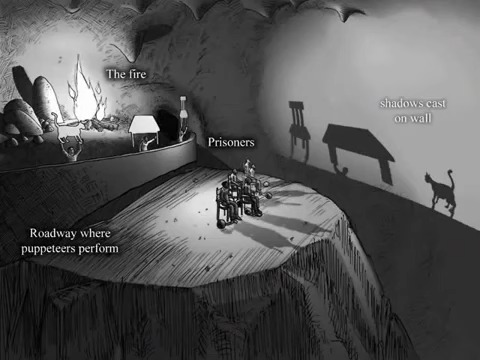 The fire
shadows cast
on wall
Prisoners
Roadway where
puppeteers perform